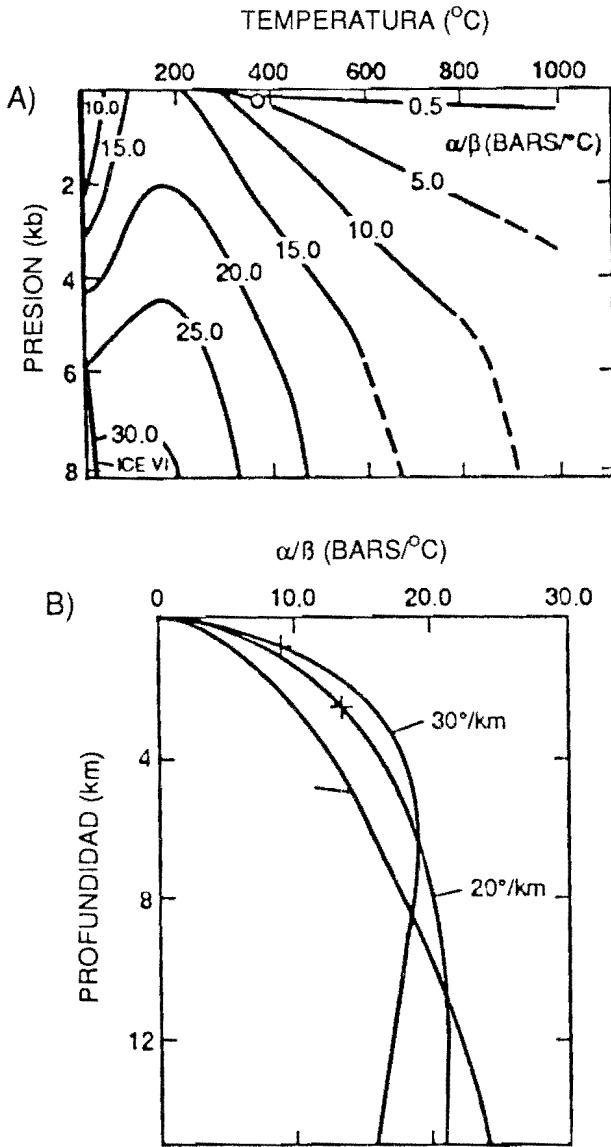 TEMPERATURA (°C)
A)
200 400 600 800 1000
10.0
15.0
0.5
α/β (BARS/°C)
5.0
2
10.0
15.0
20.0
4
25.0
6
30.0
ICE VI
8
PRESION (kb)
α/β (BARS/°C)
B)
0 10.0 20.0 30.0
30°/km
4
20°/km
8
12
PROFUNDIDAD (km)